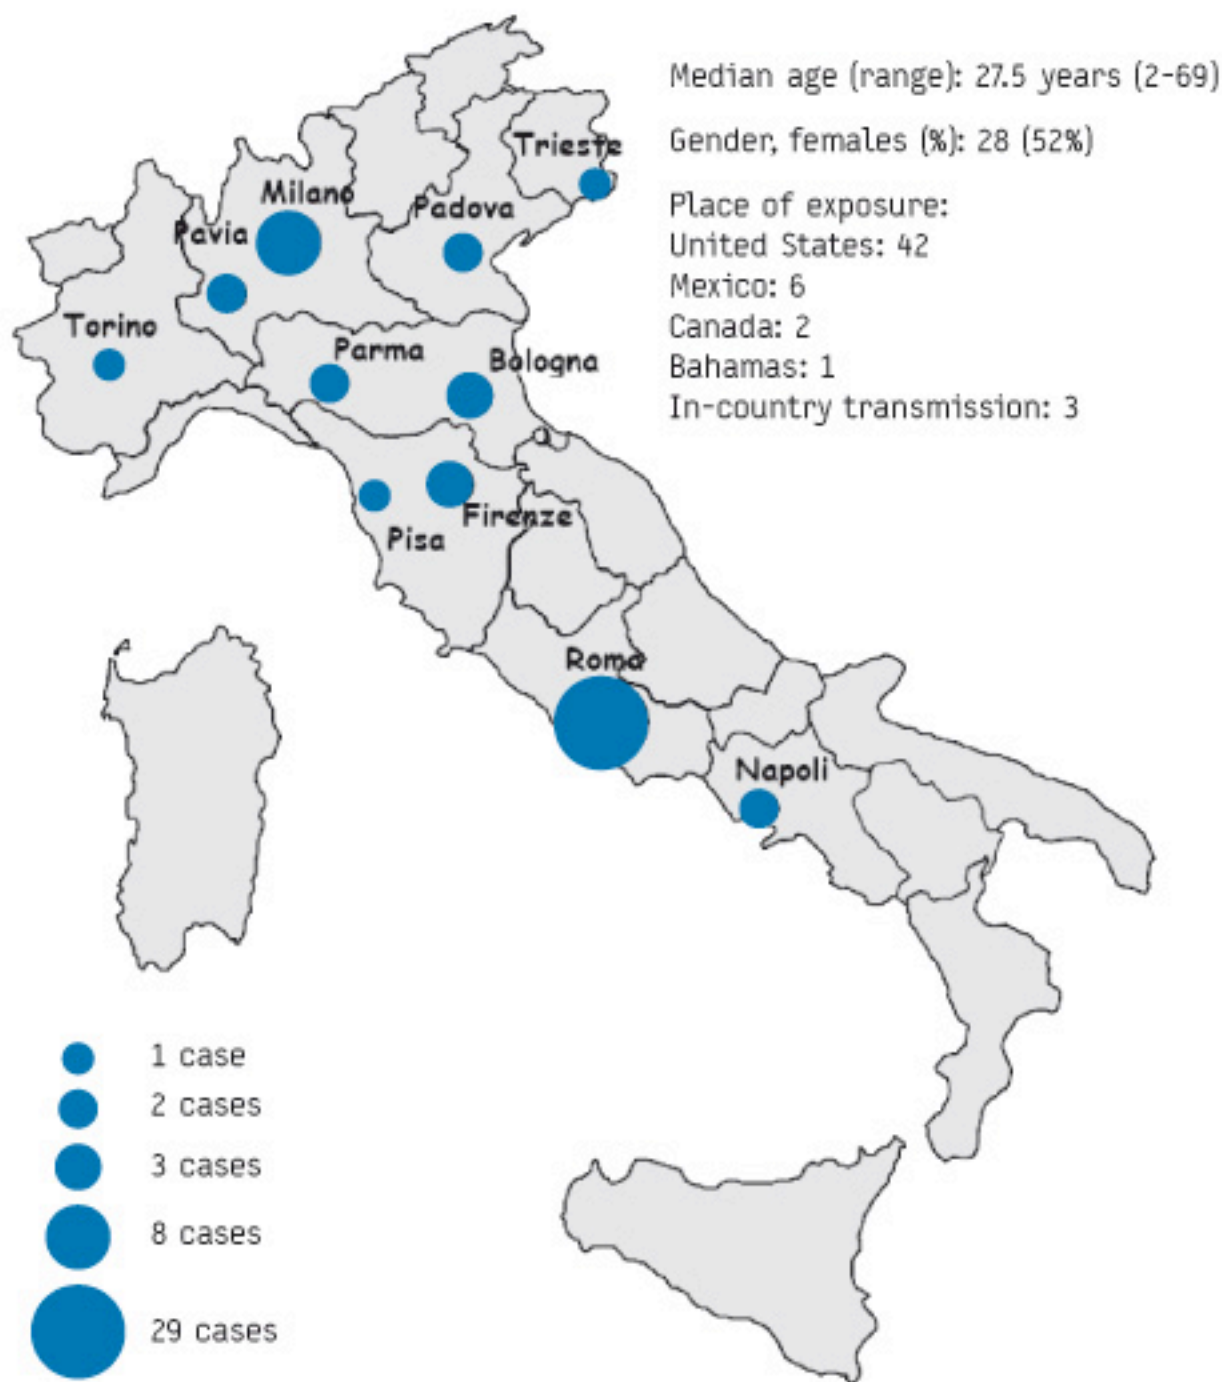 Median age (range): 27.5 years (2-69)
Gender, females (%): 28 (52%)
Place of exposure:
United States: 42
Mexico: 6
Canada: 2
Bahamas: 1
In-country transmission: 3
Trieste
Milano
Padova
Pavia
Torino
Parma
Bologna
Firenze
Pisa
Roma
Napoli
1 case
2 cases
3 cases
8 cases
29 cases